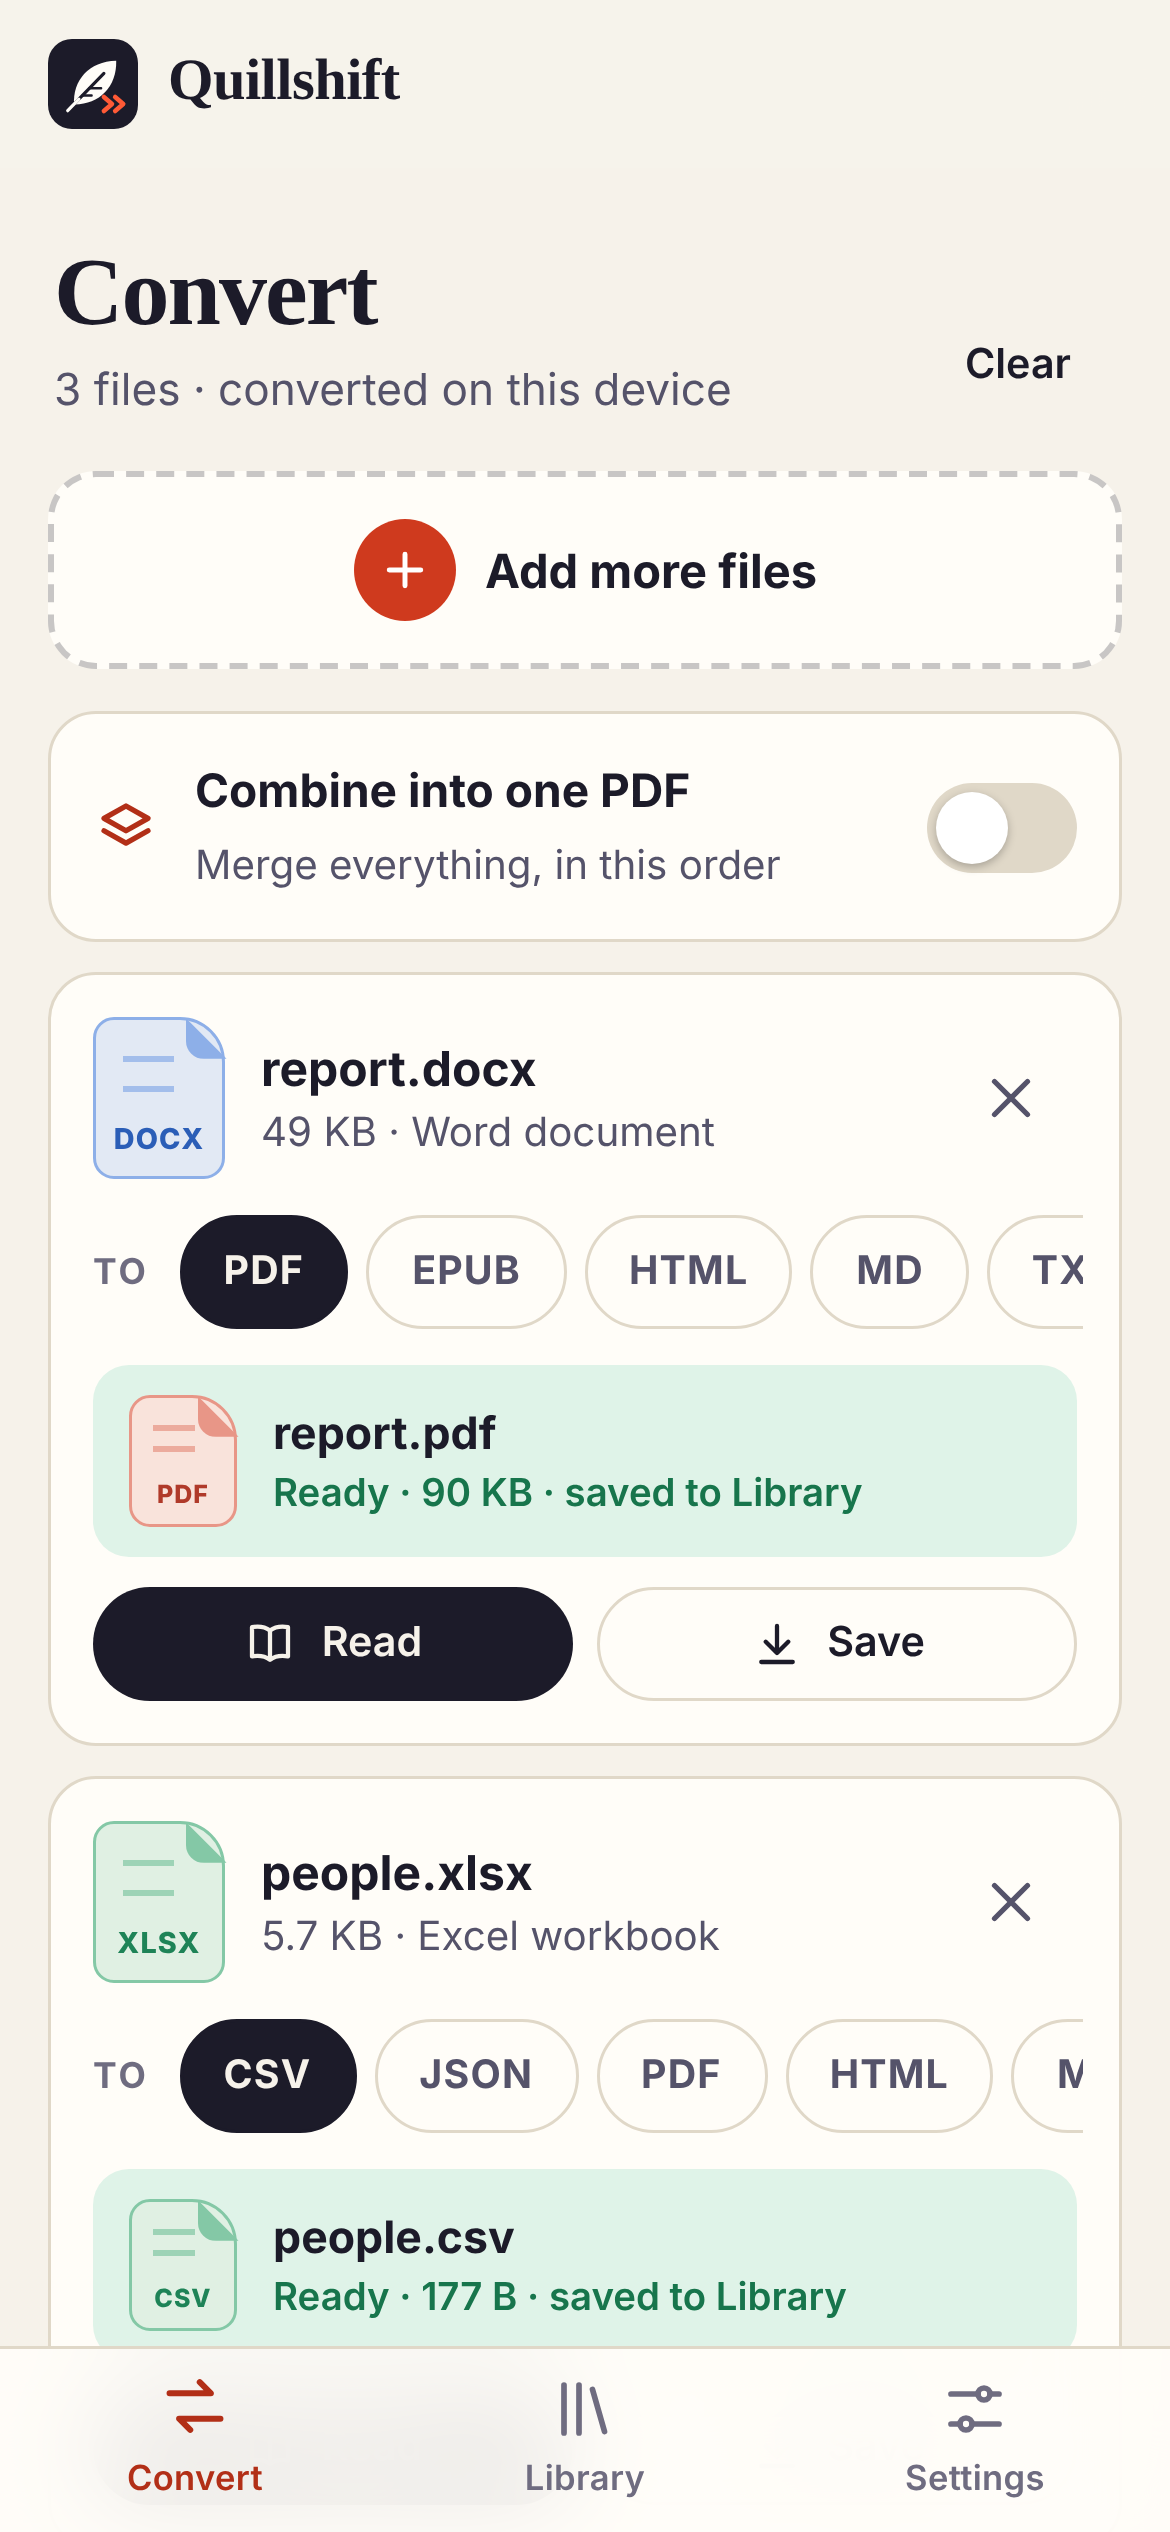 Quillshift
Convert
3 files · converted on this device
Clear
Add more files
Combine into one PDF
Merge everything, in this order
DOCX
report.docx
49 KB · Word document
TO
PDF
EPUB
HTML
MD
TX
PDF
report.pdf
Ready · 90 KB · saved to Library
Read
Save
XLSX
people.xlsx
5.7 KB · Excel workbook
TO
CSV
JSON
PDF
HTML
M
CSV
people.csv
Ready · 177 B · saved to Library
Convert
Library
Settings